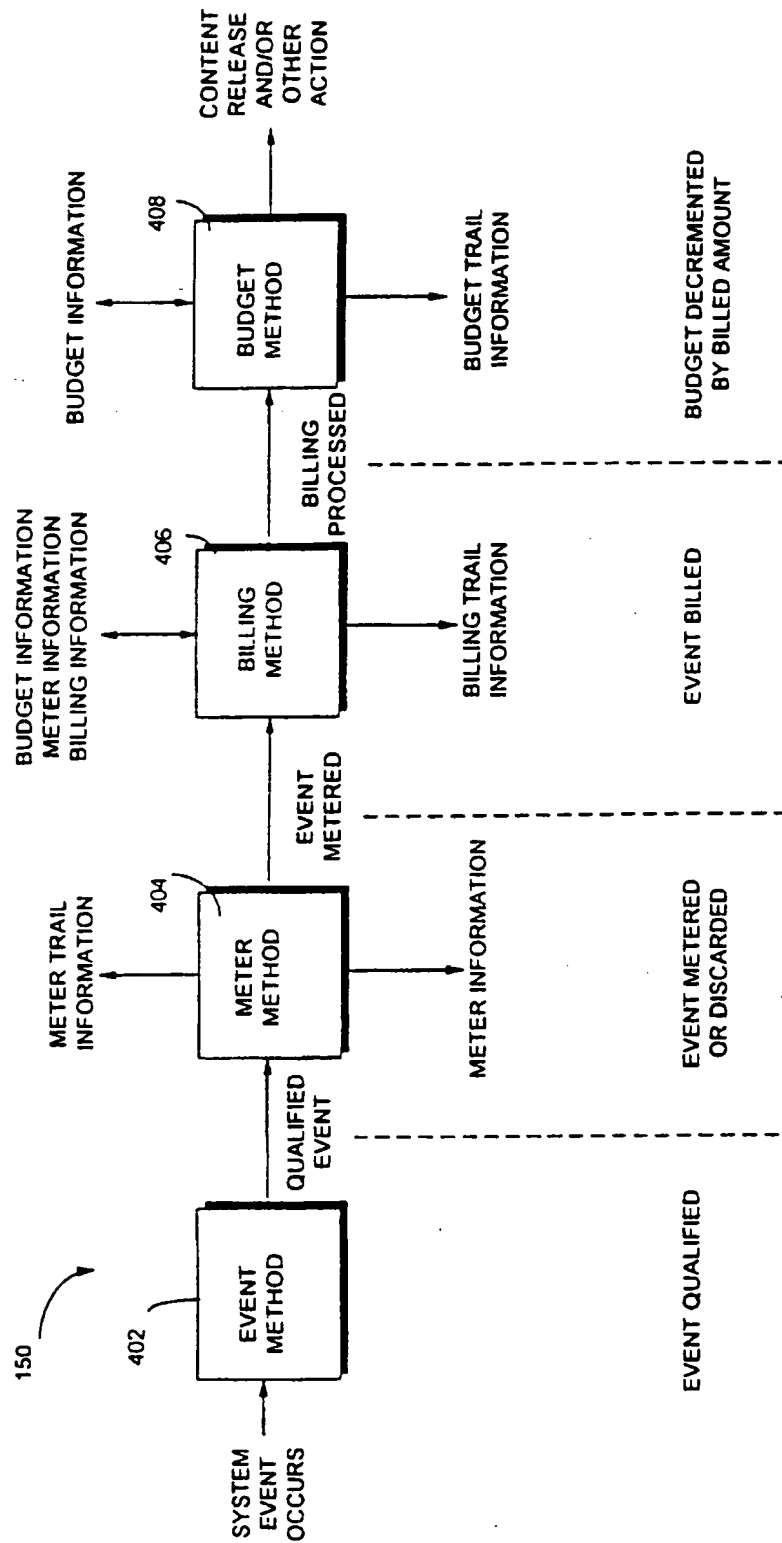 150
SYSTEM
EVENT
OCCURS
402
EVENT
METHOD
QUALIFIED
EVENT
EVENT QUALIFIED
METER TRAIL
INFORMATION
404
METER
METHOD
EVENT
METERED
METER INFORMATION
EVENT METERED
OR DISCARDED
BUDGET INFORMATION
METER INFORMATION
BILLING INFORMATION
406
BILLING
METHOD
BILLING
PROCESSED
BILLING TRAIL
INFORMATION
EVENT BILLED
BUDGET INFORMATION
408
BUDGET
METHOD
CONTENT
RELEASE
AND/OR
OTHER
ACTION
BUDGET TRAIL
INFORMATION
BUDGET DECREMENTED
BY BILLED AMOUNT